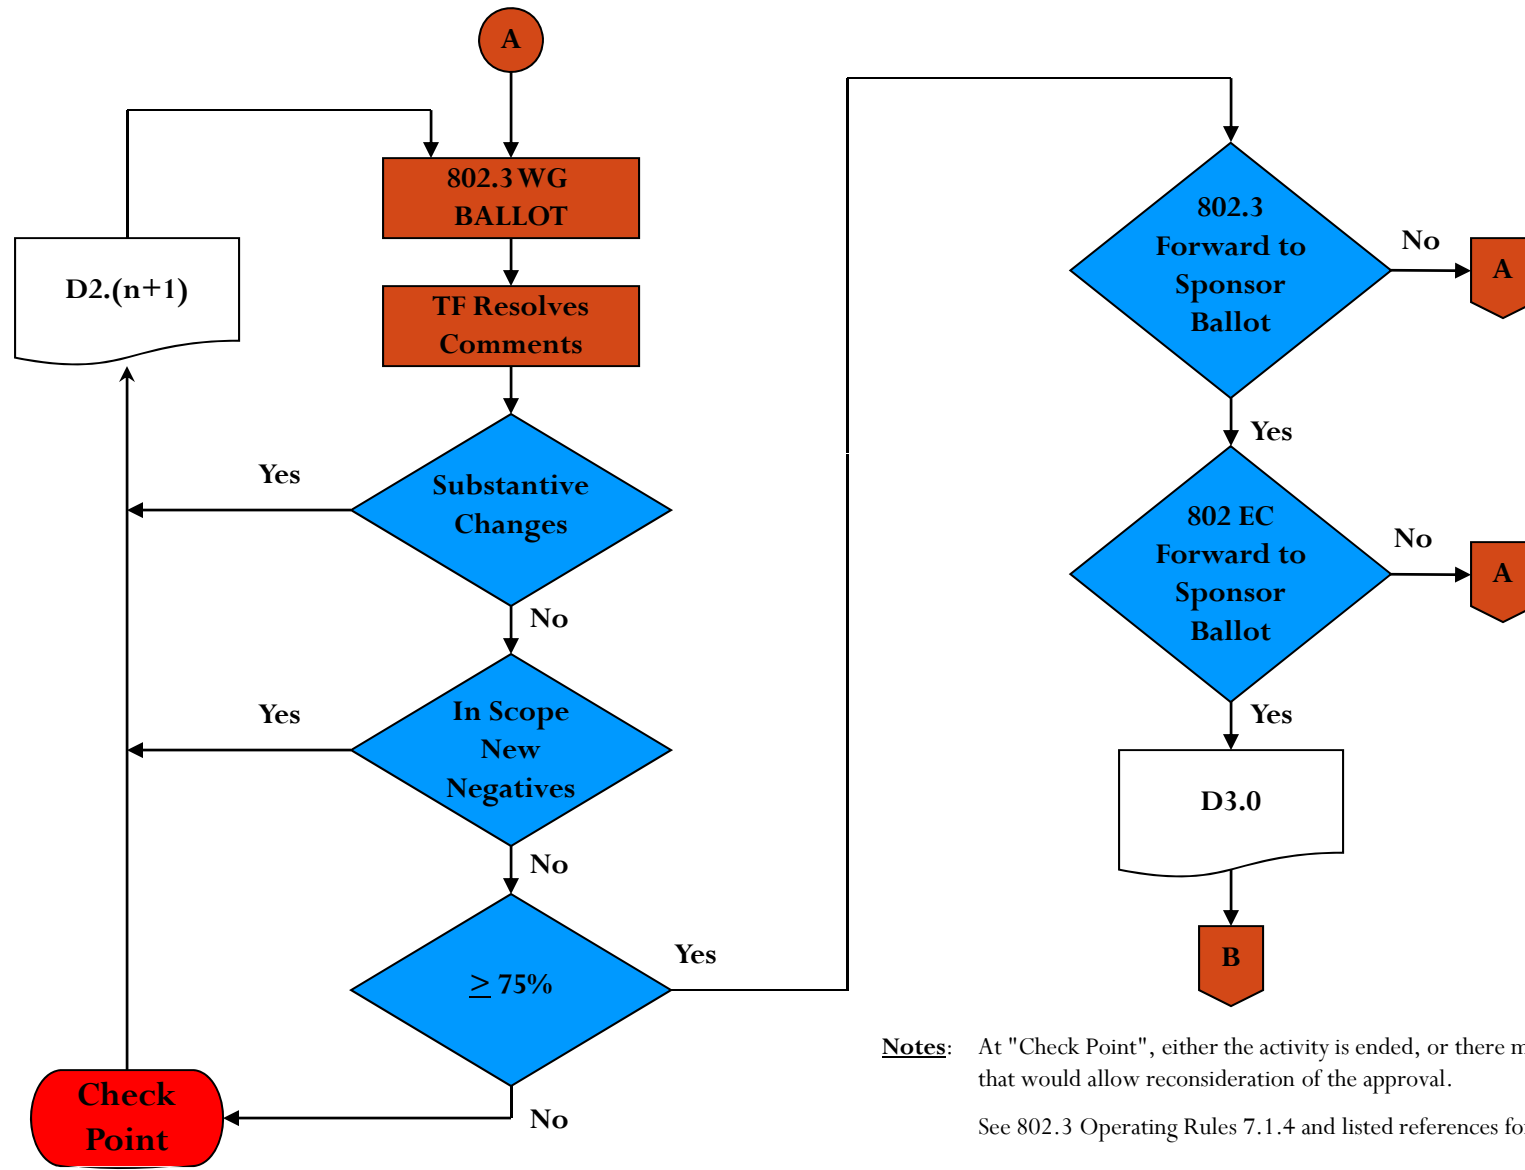 A
802.3 WG
BALLOT
D2.(n+1)
TF Resolves
Comments
Yes
Substantive
Changes
No
Yes
In Scope
New
Negatives
No
≥ 75%
Yes
No
Check
Point
802.3
Forward to
Sponsor
Ballot
No
A
Yes
802 EC
Forward to
Sponsor
Ballot
No
A
Yes
D3.0
B
Notes: At "Check Point", either the activity is ended, or there
that would allow reconsideration of the approval.
See 802.3 Operating Rules 7.1.4 and listed references